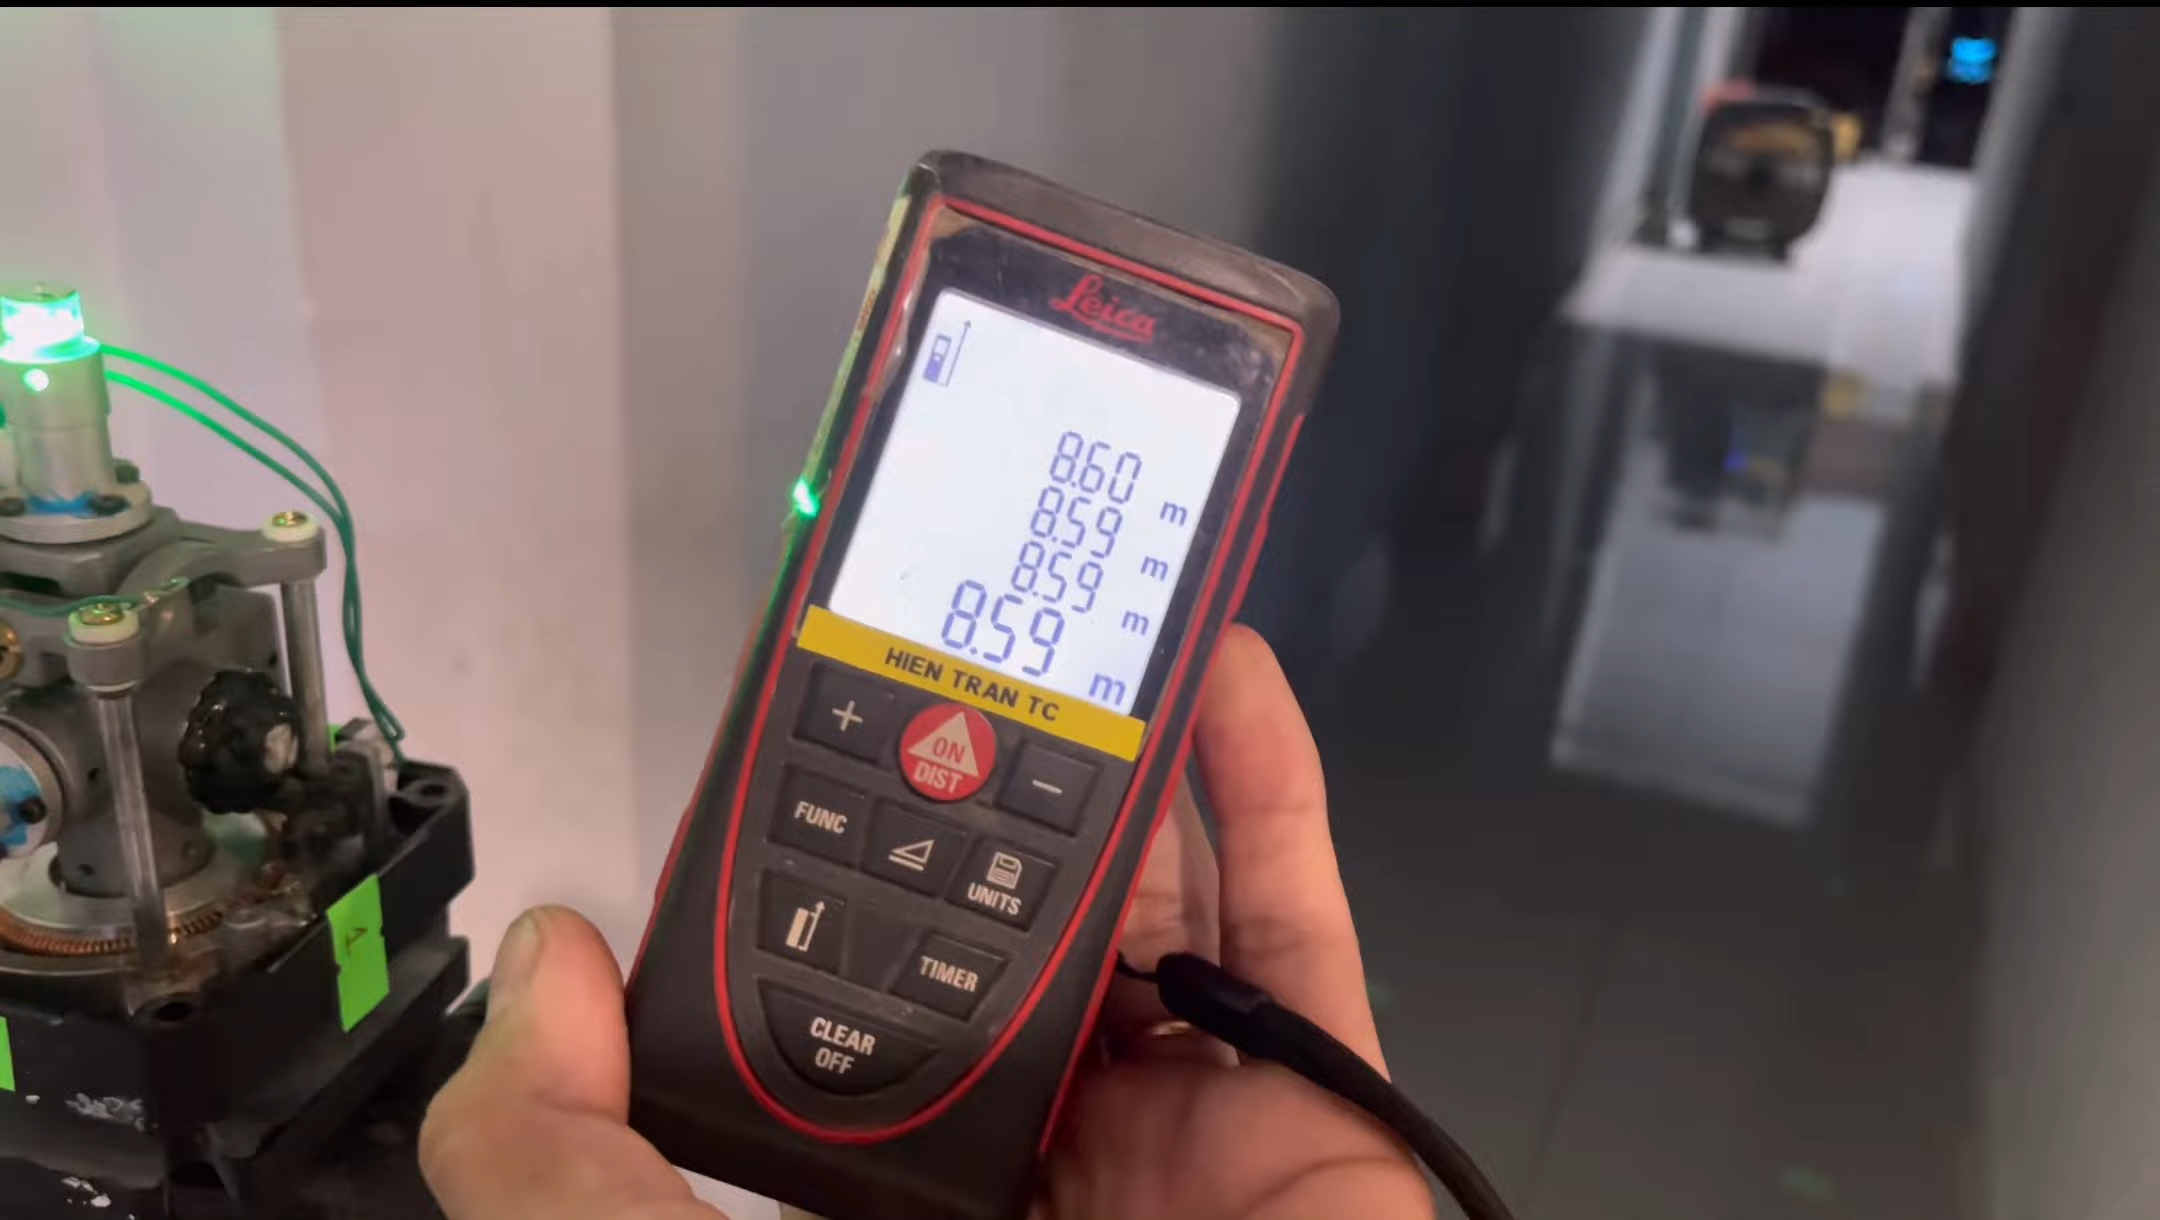 Leica
8.60 m
8.59 m
8.59 m
8.59 m
HIEN TRAN TC
+
ON
DIST
−
FUNC
UNITS
TIMER
CLEAR
OFF